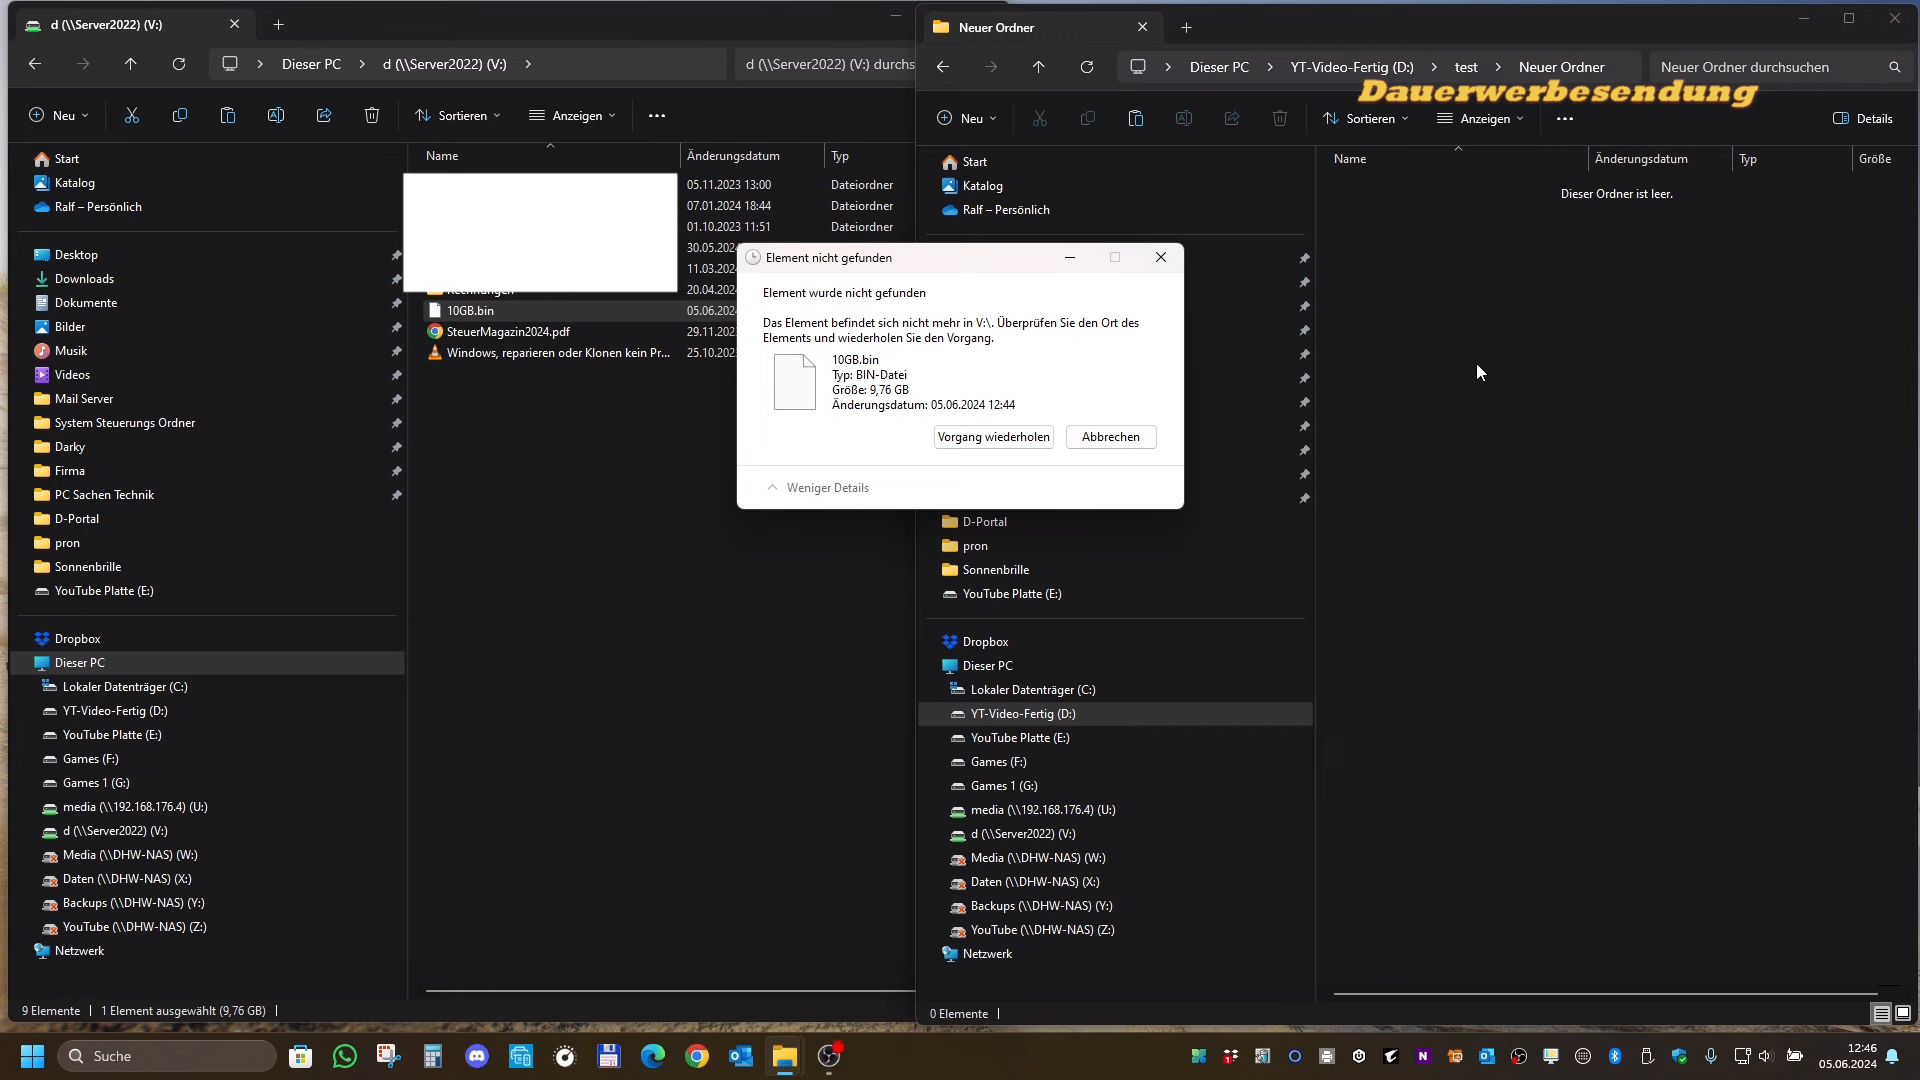 d (\\Server2022) (V:)
Dieser PC
d (\\Server2022) (V:)
d (\\Server2022) (V:) durchs
Neu
Sortieren
Anzeigen
Start
Katalog
Ralf – Persönlich
Desktop
Downloads
Dokumente
Bilder
Musik
Videos
Mail Server
System Steuerungs Ordner
Darky
Firma
PC Sachen Technik
D-Portal
pron
Sonnenbrille
YouTube Platte (E:)
Dropbox
Dieser PC
Lokaler Datenträger (C:)
YT-Video-Fertig (D:)
YouTube Platte (E:)
Games (F:)
Games 1 (G:)
media (\\192.168.176.4) (U:)
d (\\Server2022) (V:)
Media (\\DHW-NAS) (W:)
Daten (\\DHW-NAS) (X:)
Backups (\\DHW-NAS) (Y:)
YouTube (\\DHW-NAS) (Z:)
Netzwerk
Name Änderungsdatum Typ
05.11.2023 13:00 Dateiordner
07.01.2024 18:44 Dateiordner
01.10.2023 11:51 Dateiordner
30.05.2024
11.03.2024
20.04.2024
10GB.bin 05.06.2024
SteuerMagazin2024.pdf 29.11.202
Windows, reparieren oder Klonen kein Pr... 25.10.202
9 Elemente
1 Element ausgewählt (9,76 GB)
Element nicht gefunden
Element wurde nicht gefunden
Das Element befindet sich nicht mehr in V:\. Überprüfen Sie den Ort des
Elements und wiederholen Sie den Vorgang.
10GB.bin
Typ: BIN-Datei
Größe: 9,76 GB
Änderungsdatum: 05.06.2024 12:44
Vorgang wiederholen
Abbrechen
Weniger Details
Neuer Ordner
Dieser PC
YT-Video-Fertig (D:)
test
Neuer Ordner
Neuer Ordner durchsuchen
Dauerwerbesendung
Neu
Sortieren
Anzeigen
Details
Start
Katalog
Ralf – Persönlich
D-Portal
pron
Sonnenbrille
YouTube Platte (E:)
Dropbox
Dieser PC
Lokaler Datenträger (C:)
YT-Video-Fertig (D:)
YouTube Platte (E:)
Games (F:)
Games 1 (G:)
media (\\192.168.176.4) (U:)
d (\\Server2022) (V:)
Media (\\DHW-NAS) (W:)
Daten (\\DHW-NAS) (X:)
Backups (\\DHW-NAS) (Y:)
YouTube (\\DHW-NAS) (Z:)
Netzwerk
Name Änderungsdatum Typ Größe
Dieser Ordner ist leer.
0 Elemente
Suche
12:46
05.06.2024